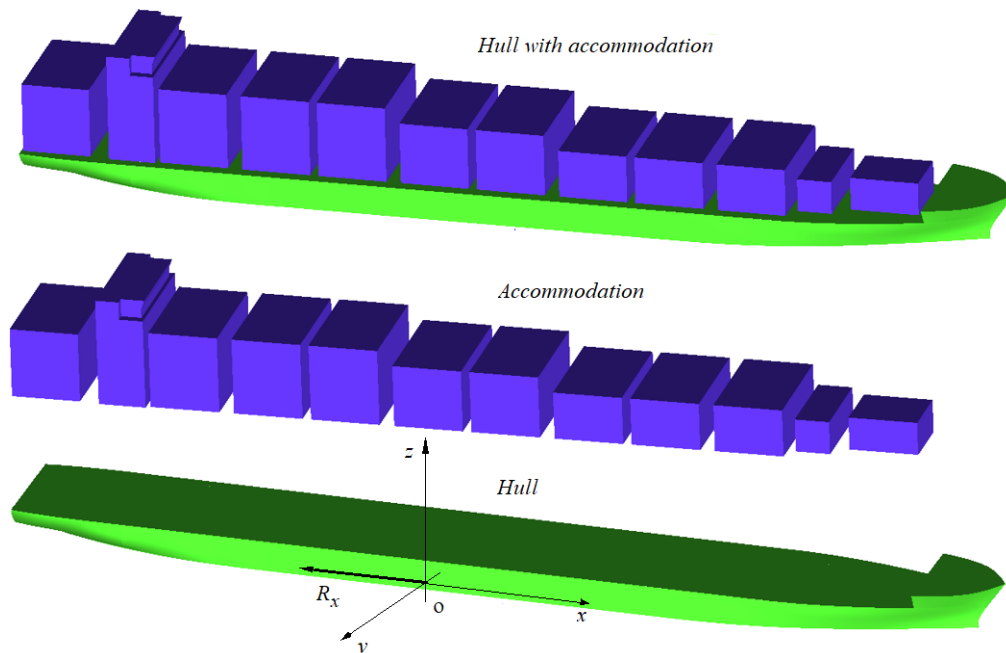 Hull with accommodation
Accommodation
z
Hull
R_x
o
x
y